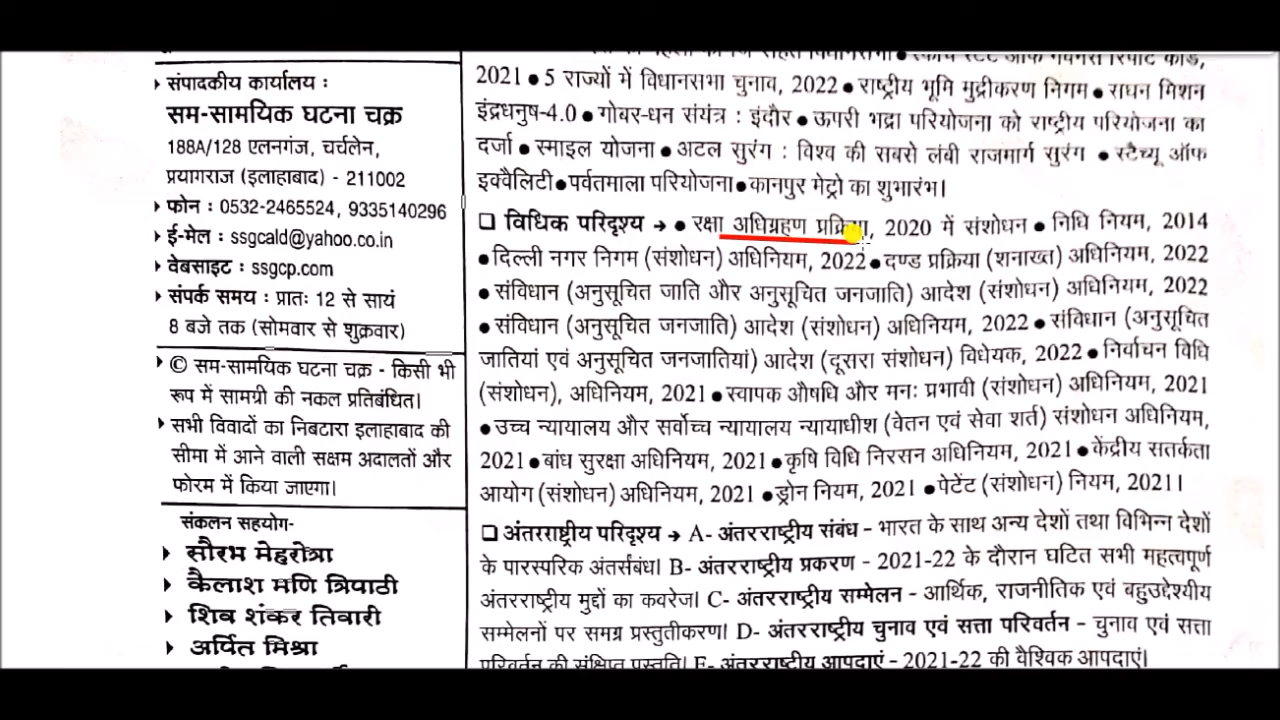 संपादकीय कार्यालय :
सम-सामयिक घटना चक्र
188A/128 एलनगंज, चर्चलेन,
प्रयागराज (इलाहाबाद) - 211002
फोन : 0532-2465524, 9335140296
ई-मेल : ssgcald@yahoo.co.in
वेबसाइट : ssgcp.com
संपर्क समय : प्रातः 12 से सायं
8 बजे तक (सोमवार से शुक्रवार)
© सम-सामयिक घटना चक्र - किसी भी
रूप में सामग्री की नकल प्रतिबंधित।
सभी विवादों का निबटारा इलाहाबाद की
सीमा में आने वाली सक्षम अदालतों और
फोरम में किया जाएगा।
संकलन सहयोग-
सौरभ मेहरोत्रा
कैलाश मणि त्रिपाठी
शिव शंकर तिवारी
अर्पित मिश्रा
2021 ● 5 राज्यों में विधानसभा चुनाव, 2022 ● राष्ट्रीय भूमि मुद्रीकरण निगम ● सघन मिशन
इंद्रधनुष-4.0 ● गोबर-धन संयंत्र : इंदौर ● ऊपरी भद्रा परियोजना को राष्ट्रीय परियोजना का
दर्जा ● स्माइल योजना ● अटल सुरंग : विश्व की सबसे लंबी राजमार्ग सुरंग ● स्टैच्यू ऑफ
इक्वैलिटी ● पर्वतमाला परियोजना ● कानपुर मेट्रो का शुभारंभ।
❑ विधिक परिदृश्य → ● रक्षा अधिग्रहण प्रक्रिया, 2020 में संशोधन ● निधि नियम, 2014
● दिल्ली नगर निगम (संशोधन) अधिनियम, 2022 ● दण्ड प्रक्रिया (शनाख्त) अधिनियम, 2022
● संविधान (अनुसूचित जाति और अनुसूचित जनजाति) आदेश (संशोधन) अधिनियम, 2022
● संविधान (अनुसूचित जनजाति) आदेश (संशोधन) अधिनियम, 2022 ● संविधान (अनुसूचित
जातियां एवं अनुसूचित जनजातियां) आदेश (दूसरा संशोधन) विधेयक, 2022 ● निर्वाचन विधि
(संशोधन), अधिनियम, 2021 ● स्वापक औषधि और मनः प्रभावी (संशोधन) अधिनियम, 2021
● उच्च न्यायालय और सर्वोच्च न्यायालय न्यायाधीश (वेतन एवं सेवा शर्त) संशोधन अधिनियम,
2021 ● बांध सुरक्षा अधिनियम, 2021 ● कृषि विधि निरसन अधिनियम, 2021 ● केंद्रीय सतर्कता
आयोग (संशोधन) अधिनियम, 2021 ● ड्रोन नियम, 2021 ● पेटेंट (संशोधन) नियम, 2021।
❑ अंतरराष्ट्रीय परिदृश्य → A- अंतरराष्ट्रीय संबंध - भारत के साथ अन्य देशों तथा विभिन्न देशों
के पारस्परिक अंतर्संबंध। B- अंतरराष्ट्रीय प्रकरण - 2021-22 के दौरान घटित सभी महत्वपूर्ण
अंतरराष्ट्रीय मुद्दों का कवरेज। C- अंतरराष्ट्रीय सम्मेलन - आर्थिक, राजनीतिक एवं बहुउद्देश्यीय
सम्मेलनों पर समग्र प्रस्तुतीकरण। D- अंतरराष्ट्रीय चुनाव एवं सत्ता परिवर्तन - चुनाव एवं सत्ता
परिवर्तन की संक्षिप्त प्रस्तुति। E- अंतरराष्ट्रीय आपदाएं - 2021-22 की वैश्विक आपदाएं।